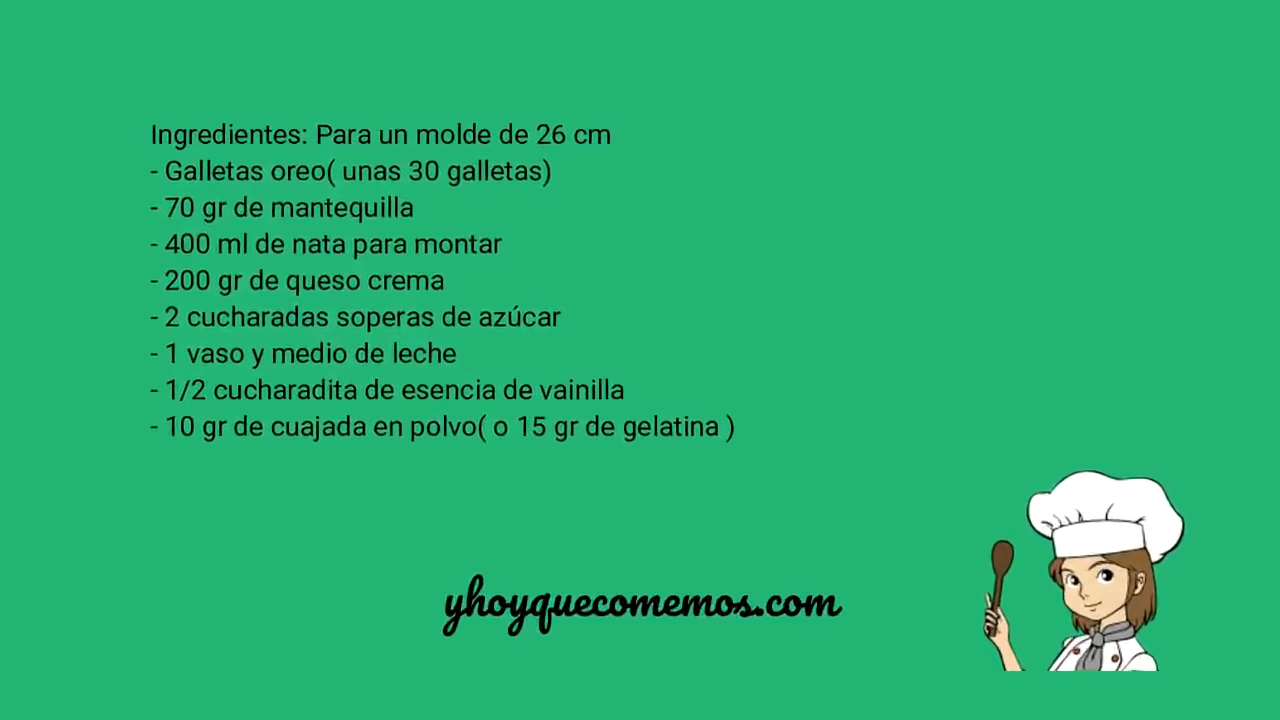 Ingredientes: Para un molde de 26 cm
- Galletas oreo( unas 30 galletas)
- 70 gr de mantequilla
- 400 ml de nata para montar
- 200 gr de queso crema
- 2 cucharadas soperas de azúcar
- 1 vaso y medio de leche
- 1/2 cucharadita de esencia de vainilla
- 10 gr de cuajada en polvo( o 15 gr de gelatina )
yhoyquecomemos.com